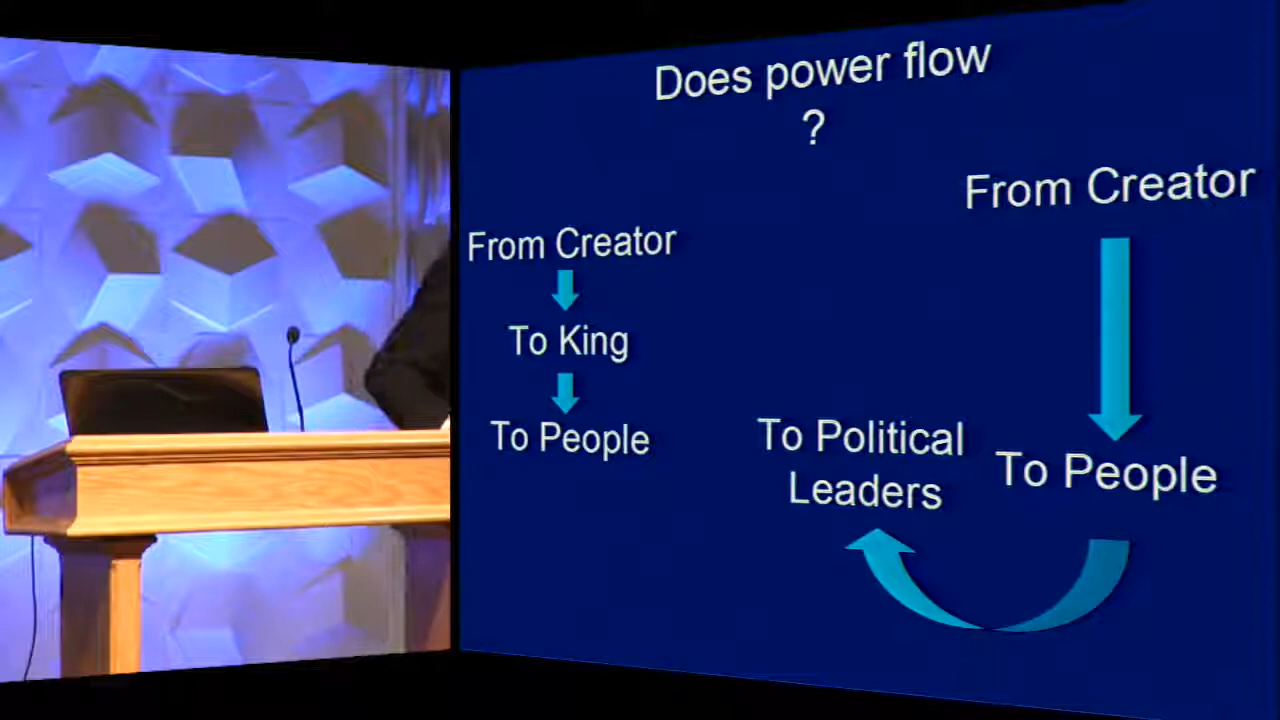 Does power flow
?
From Creator
To King
To People
From Creator
To People
To Political
Leaders